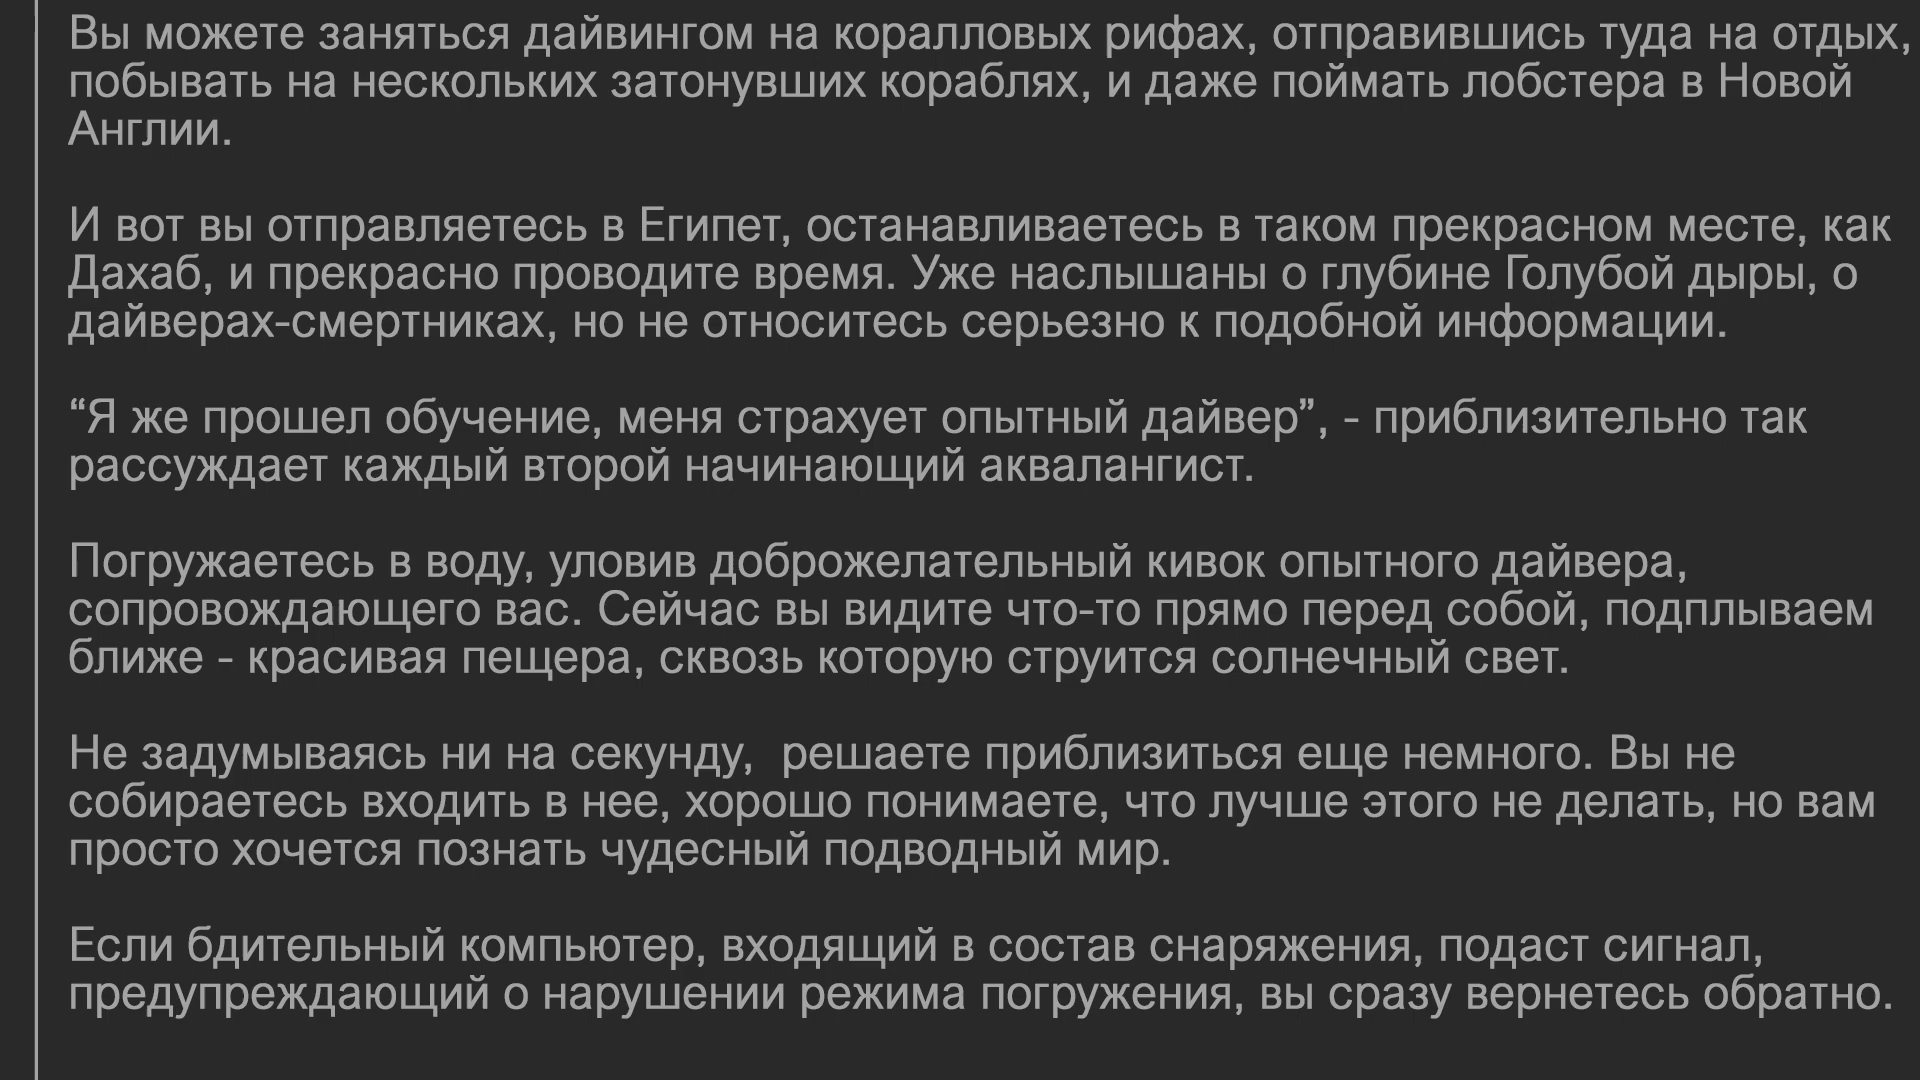 Вы можете заняться дайвингом на коралловых рифах, отправившись туда на отдых,
побывать на нескольких затонувших кораблях, и даже поймать лобстера в Новой
Англии.
И вот вы отправляетесь в Египет, останавливаетесь в таком прекрасном месте, как
Дахаб, и прекрасно проводите время. Уже наслышаны о глубине Голубой дыры, о
дайверах-смертниках, но не относитесь серьезно к подобной информации.
“Я же прошел обучение, меня страхует опытный дайвер”, - приблизительно так
рассуждает каждый второй начинающий аквалангист.
Погружаетесь в воду, уловив доброжелательный кивок опытного дайвера,
сопровождающего вас. Сейчас вы видите что-то прямо перед собой, подплываем
ближе - красивая пещера, сквозь которую струится солнечный свет.
Не задумываясь ни на секунду,  решаете приблизиться еще немного. Вы не
собираетесь входить в нее, хорошо понимаете, что лучше этого не делать, но вам
просто хочется познать чудесный подводный мир.
Если бдительный компьютер, входящий в состав снаряжения, подаст сигнал,
предупреждающий о нарушении режима погружения, вы сразу вернетесь обратно.